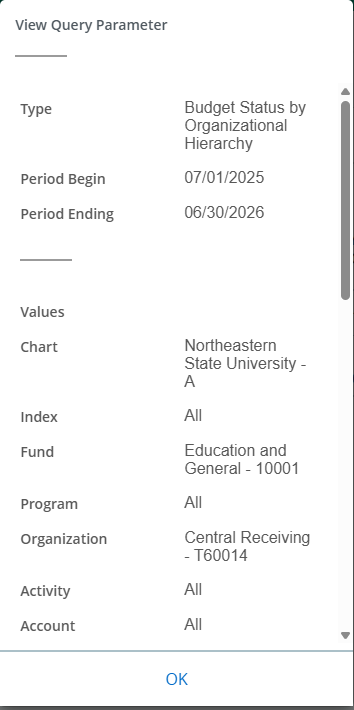 View Query Parameter
Type
Budget Status by
Organizational
Hierarchy
Period Begin
07/01/2025
Period Ending
06/30/2026
Values
Chart
Northeastern
State University -
A
Index
All
Fund
Education and
General - 10001
Program
All
Organization
Central Receiving
- T60014
Activity
All
Account
All
OK